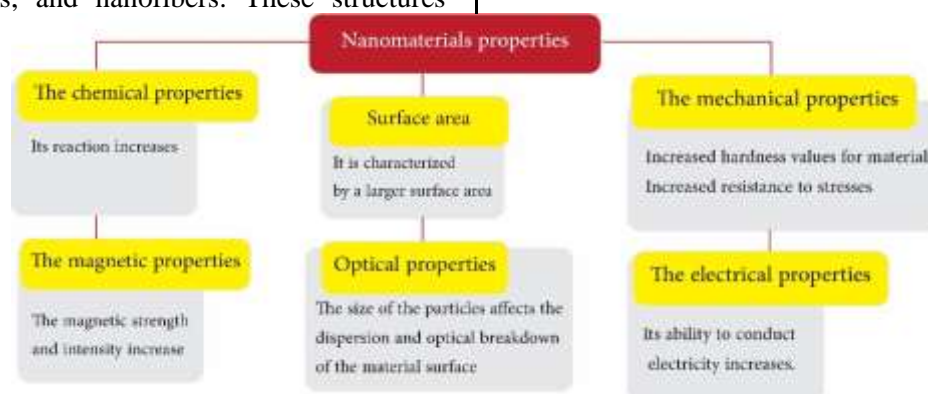 s, and nanofibers. These structures
Nanomaterials properties
The chemical properties
Its reaction increases
Surface area
It is characterized
by a larger surface area
The mechanical properties
Increased hardness values for material
Increased resistance to stresses
The magnetic properties
The magnetic strength
and intensity increase
Optical properties
The size of the particles affects the
dispersion and optical breakdown
of the material surface
The electrical properties
Its ability to conduct
electricity increases.